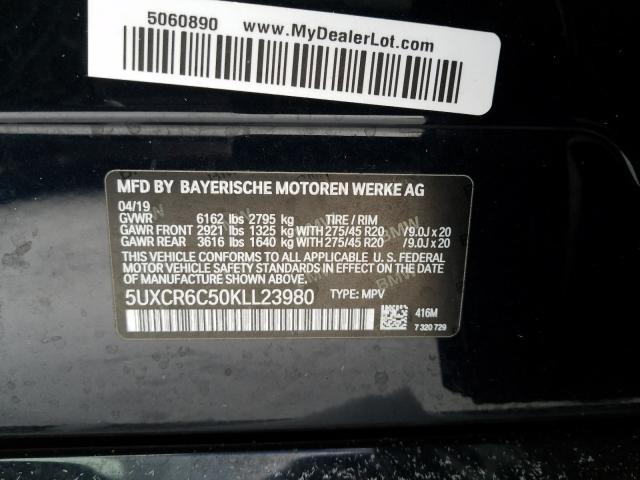 5060890 www.MyDealerLot.com
MFD BY BAYERISCHE MOTOREN WERKE AG
04/19
GVWR 6162 lbs 2795 kg TIRE / RIM
GAWR FRONT 2921 lbs 1325 kg WITH 275/45 R20 /9.0J x 20
GAWR REAR 3616 lbs 1640 kg WITH 275/45 R20 /9.0J x 20
THIS VEHICLE CONFORMS TO ALL APPLICABLE U. S. FEDERAL
MOTOR VEHICLE SAFETY STANDARDS IN EFFECT ON THE DATE
OF MANUFACTURE SHOWN ABOVE.
5UXCR6C50KLL23980 TYPE: MPV
416M
7 320 729